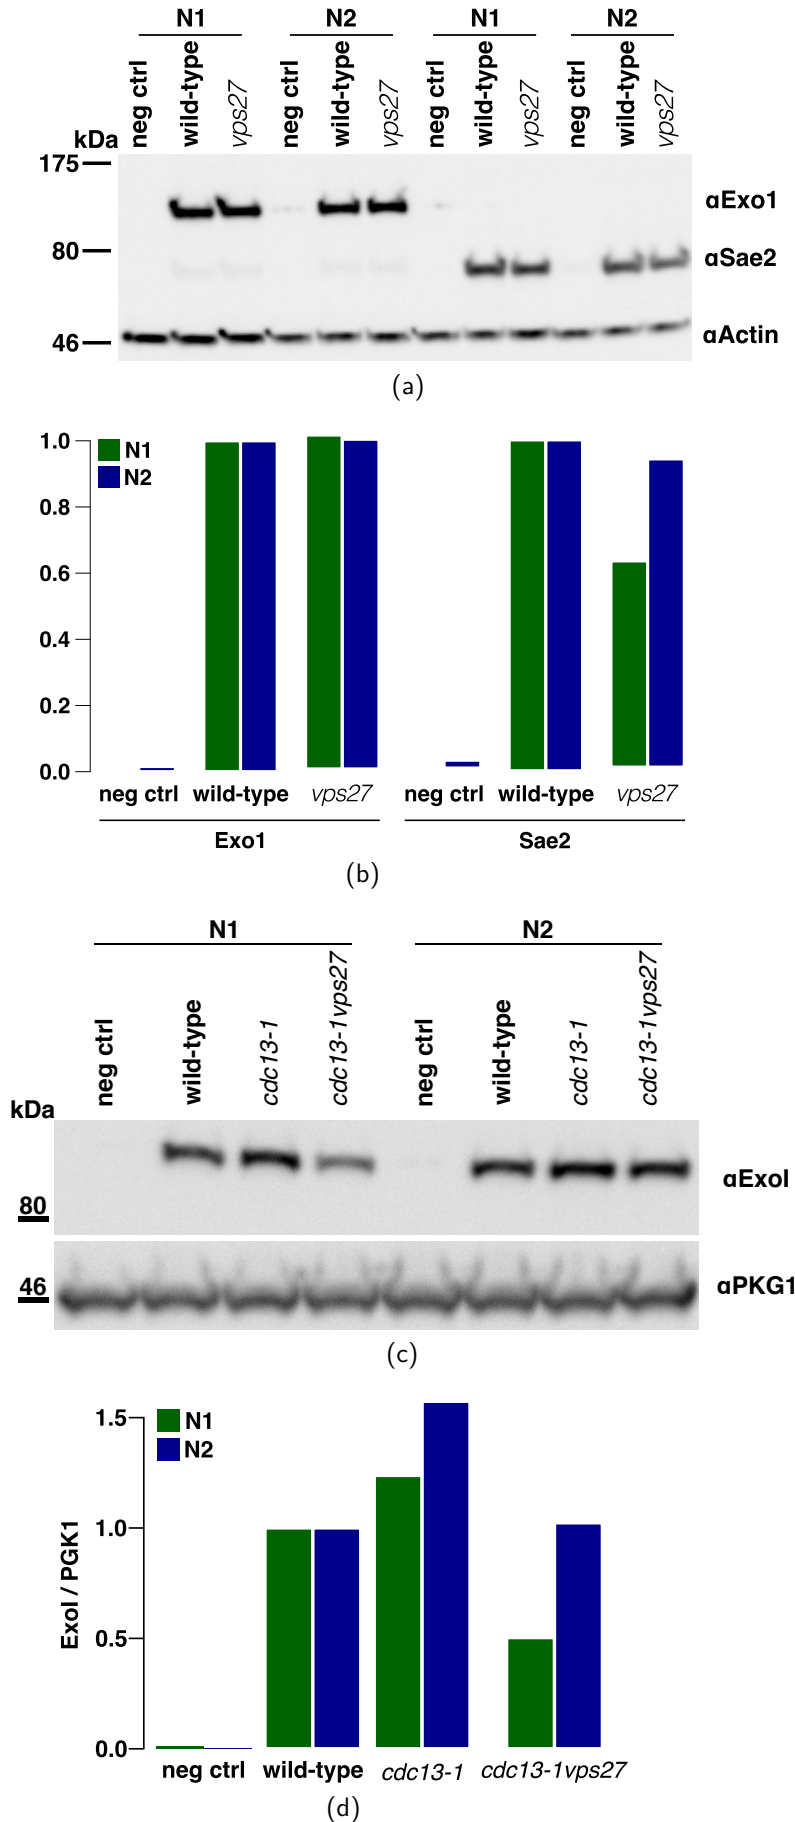 N1 N2 N1 N2
neg ctrl wild-type vps27 neg ctrl wild-type vps27 neg ctrl wild-type vps27 neg ctrl wild-type vps27
kDa
175
αExo1
80
αSae2
46
αActin
(a)
1.0
N1
N2
0.8
0.6
0.4
0.2
0.0
neg ctrl wild-type vps27 neg ctrl wild-type vps27
Exo1 Sae2
(b)
N1 N2
neg ctrl wild-type cdc13-1 cdc13-1vps27 neg ctrl wild-type cdc13-1 cdc13-1vps27
kDa
αExoI
80
46
αPKG1
(c)
1.5
N1
N2
1.0
ExoI / PGK1
0.5
0.0
neg ctrl wild-type cdc13-1 cdc13-1vps27
(d)